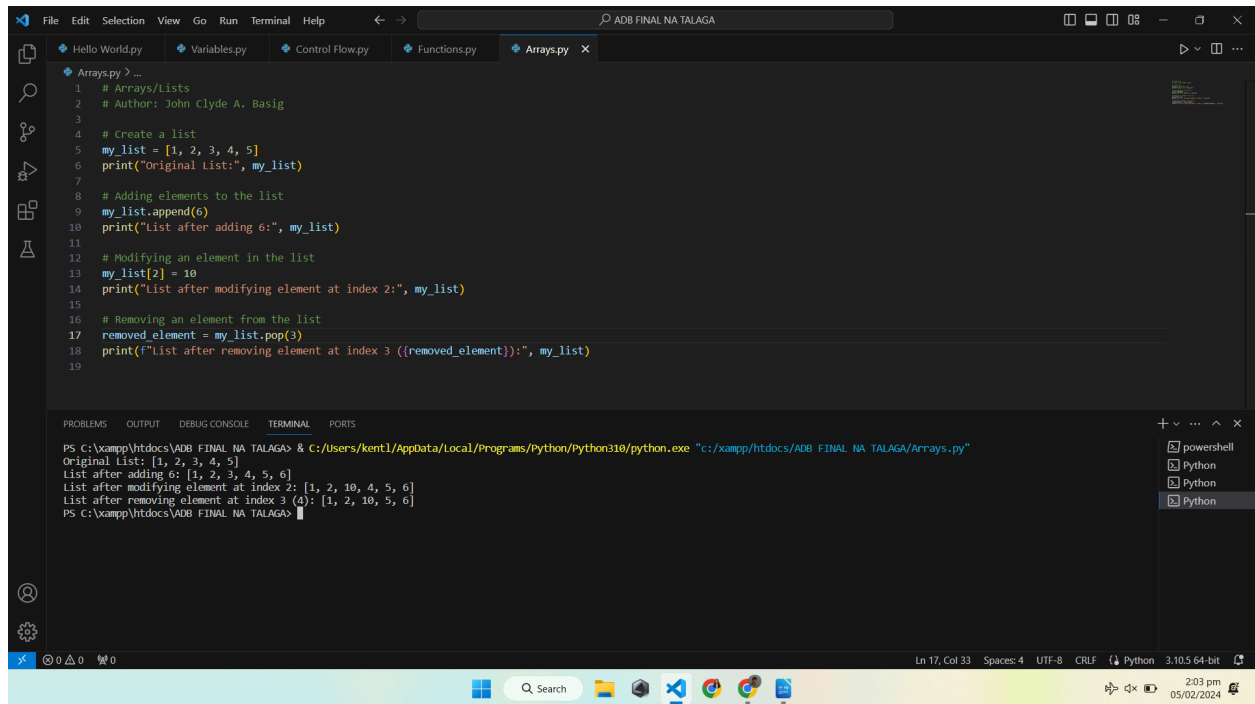 File Edit Selection View Go Run Terminal Help ADB FINAL NA TALAGA
Hello World.py Variables.py Control Flow.py Functions.py Arrays.py
Arrays.py > ...
1 # Arrays/Lists
2 # Author: John Clyde A. Basig
3
4 # Create a list
5 my_list = [1, 2, 3, 4, 5]
6 print("Original List:", my_list)
7
8 # Adding elements to the list
9 my_list.append(6)
10 print("List after adding 6:", my_list)
11
12 # Modifying an element in the list
13 my_list[2] = 10
14 print("List after modifying element at index 2:", my_list)
15
16 # Removing an element from the list
17 removed_element = my_list.pop(3)
18 print(f"List after removing element at index 3 ({removed_element}):", my_list)
19
PROBLEMS OUTPUT DEBUG CONSOLE TERMINAL PORTS
PS C:\xampp\htdocs\ADB FINAL NA TALAGA> & C:/Users/kentl/AppData/Local/Programs/Python/Python310/python.exe "c:/xampp/htdocs/ADB FINAL NA TALAGA/Arrays.py"
Original List: [1, 2, 3, 4, 5]
List after adding 6: [1, 2, 3, 4, 5, 6]
List after modifying element at index 2: [1, 2, 10, 4, 5, 6]
List after removing element at index 3 (4): [1, 2, 10, 5, 6]
PS C:\xampp\htdocs\ADB FINAL NA TALAGA>
powershell
Python
Python
Python
0 0 0 Ln 17, Col 33 Spaces: 4 UTF-8 CRLF Python 3.10.5 64-bit
Search 2:03 pm
05/02/2024